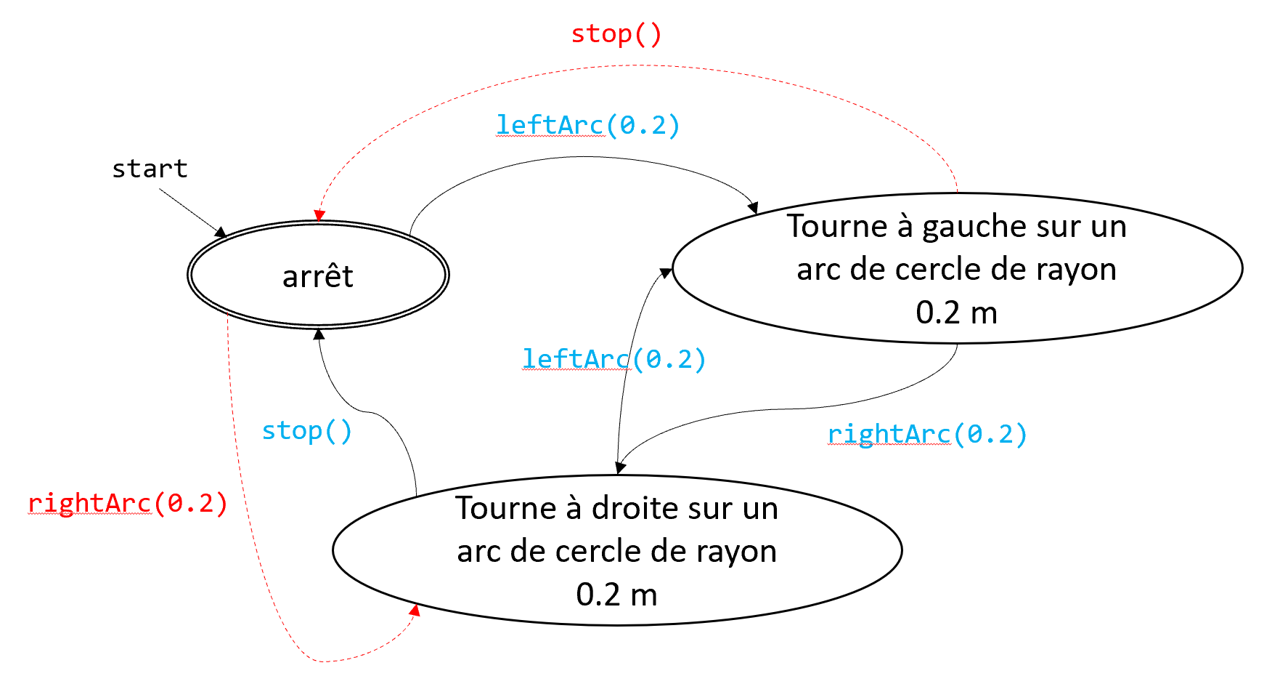 stop()
leftArc(0.2)
start
arrêt
Tourne à gauche sur un
arc de cercle de rayon
0.2 m
leftArc(0.2)
stop()
rightArc(0.2)
rightArc(0.2)
Tourne à droite sur un
arc de cercle de rayon
0.2 m